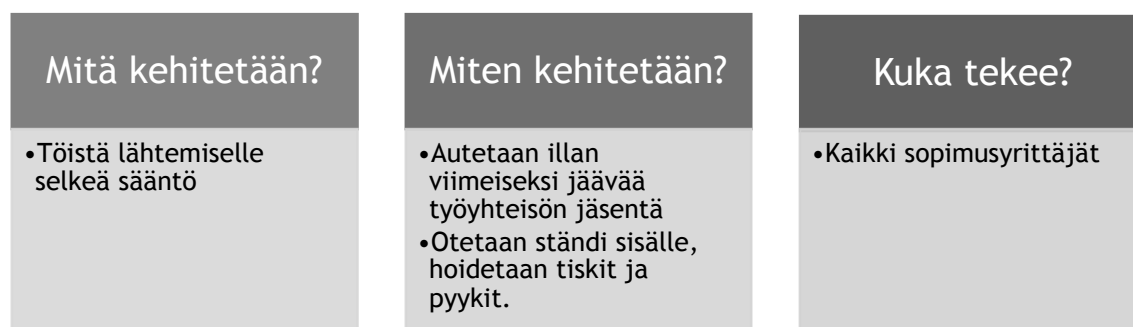 Mitä kehitetään?
•Töistä lähtemiselle
selkeä sääntö
Miten kehitetään?
•Autetaan illan
viimeiseksi jäävää
työyhteisön jäsentä
•Otetaan ständi sisälle,
hoidetaan tiskit ja
pyykit.
Kuka tekee?
•Kaikki sopimusyrittäjät